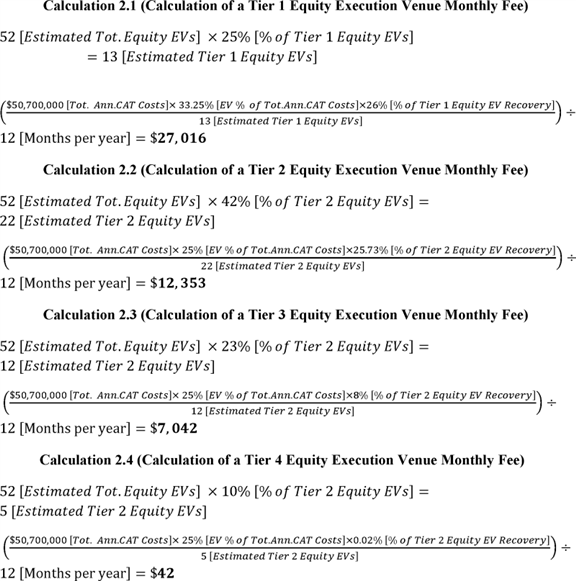 Calculation 2.1 (Calculation of a Tier 1 Equity Execution Venue Monthly Fee)
52 [Estimated Tot. Equity EVs] × 25% [% of Tier 1 Equity EVs]
= 13 [Estimated Tier 1 Equity EVs]
($50,700,000 [Tot. Ann.CAT Costs]× 33.25% [EV % of Tot.Ann.CAT Costs]×26% [% of Tier 1 Equity EV Recovery]
13 [Estimated Tier 1 Equity EVs]) ÷
12 [Months per year] = $27,016
Calculation 2.2 (Calculation of a Tier 2 Equity Execution Venue Monthly Fee)
52 [Estimated Tot. Equity EVs] × 42% [% of Tier 2 Equity EVs] =
22 [Estimated Tier 2 Equity EVs]
($50,700,000 [Tot. Ann.CAT Costs]× 25% [EV % of Tot.Ann.CAT Costs]×25.73% [% of Tier 2 Equity EV Recovery]
22 [Estimated Tier 2 Equity EVs]) ÷
12 [Months per year] = $12,353
Calculation 2.3 (Calculation of a Tier 3 Equity Execution Venue Monthly Fee)
52 [Estimated Tot. Equity EVs] × 23% [% of Tier 2 Equity EVs] =
12 [Estimated Tier 2 Equity EVs]
($50,700,000 [Tot. Ann.CAT Costs]× 25% [EV % of Tot.Ann.CAT Costs]×8% [% of Tier 2 Equity EV Recovery]
12 [Estimated Tier 2 Equity EVs]) ÷
12 [Months per year] = $7,042
Calculation 2.4 (Calculation of a Tier 4 Equity Execution Venue Monthly Fee)
52 [Estimated Tot. Equity EVs] × 10% [% of Tier 2 Equity EVs] =
5 [Estimated Tier 2 Equity EVs]
($50,700,000 [Tot. Ann.CAT Costs]× 25% [EV % of Tot.Ann.CAT Costs]×0.02% [% of Tier 2 Equity EV Recovery]
5 [Estimated Tier 2 Equity EVs]) ÷
12 [Months per year] = $42